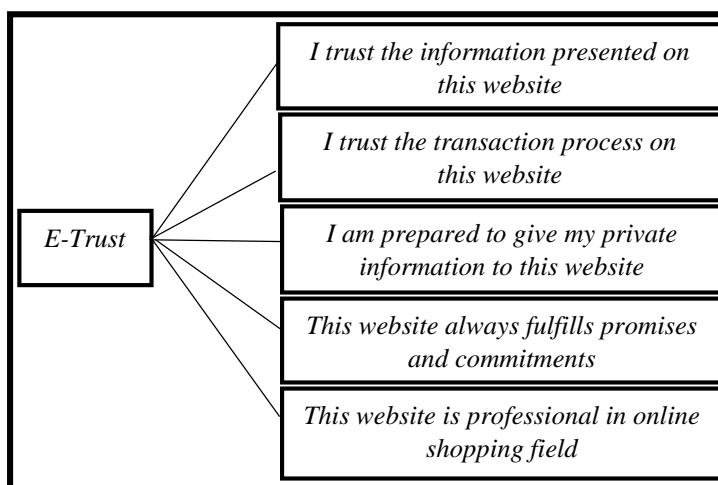 I trust the information presented on
this website
I trust the transaction process on
this website
E-Trust
I am prepared to give my private
information to this website
This website always fulfills promises
and commitments
This website is professional in online
shopping field